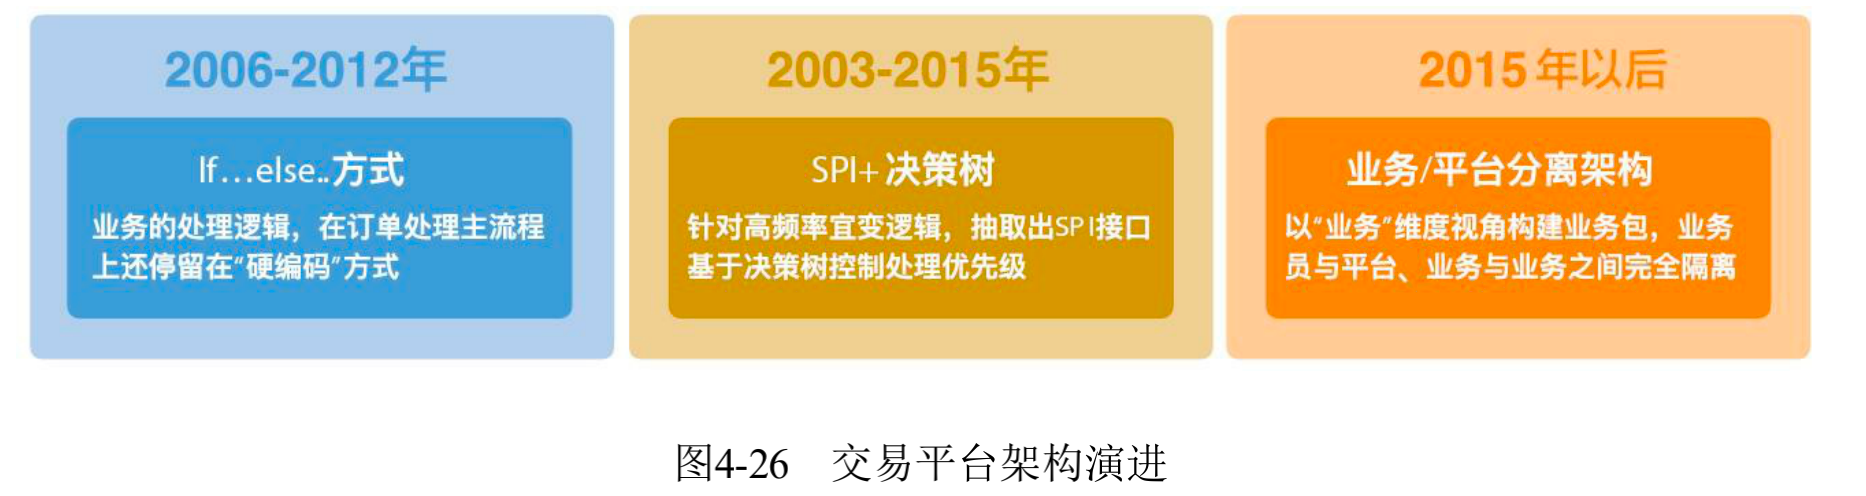 2006-2012年
If…else..方式
业务的处理逻辑，在订单处理主流程
上还停留在“硬编码”方式
2003-2015年
SPI+决策树
针对高频率宜变逻辑，抽取出SPI接口
基于决策树控制处理优先级
2015年以后
业务/平台分离架构
以“业务”维度视角构建业务包，业务
员与平台、业务与业务之间完全隔离
图4-26 交易平台架构演进